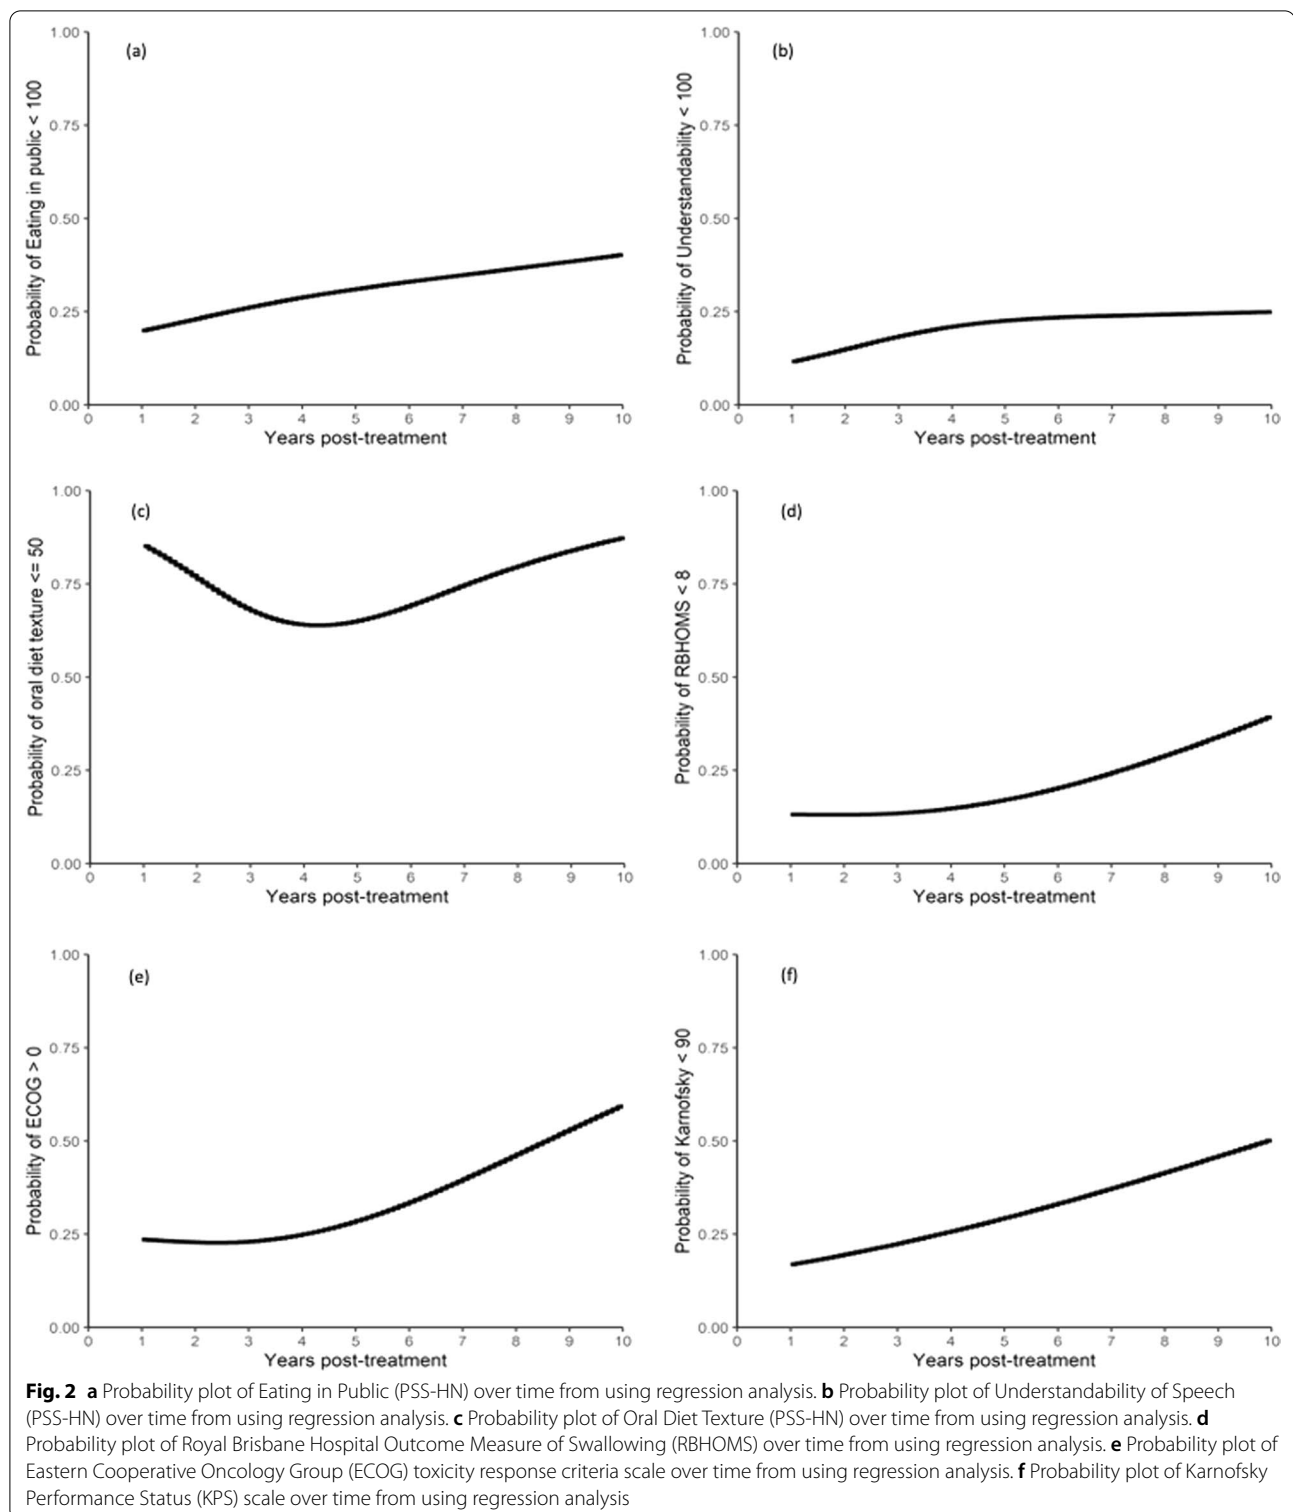 (a)
Probability of Eating in public < 100
1.00
0.75
0.50
0.25
0.00
0 1 2 3 4 5 6 7 8 9 10
Years post-treatment
(b)
Probability of Understandability < 100
1.00
0.75
0.50
0.25
0.00
0 1 2 3 4 5 6 7 8 9 10
Years post-treatment
(c)
Probability of oral diet texture <= 50
1.00
0.75
0.50
0.25
0.00
0 1 2 3 4 5 6 7 8 9 10
Years post-treatment
(d)
Probability of RBHOMS < 8
1.00
0.75
0.50
0.25
0.00
0 1 2 3 4 5 6 7 8 9 10
Years post-treatment
(e)
Probability of ECOG > 0
1.00
0.75
0.50
0.25
0.00
0 1 2 3 4 5 6 7 8 9 10
Years post-treatment
(f)
Probability of Karnofsky < 90
1.00
0.75
0.50
0.25
0.00
0 1 2 3 4 5 6 7 8 9 10
Years post-treatment
Fig. 2 a Probability plot of Eating in Public (PSS-HN) over time from using regression analysis. b Probability plot of Understandability of Speech
(PSS-HN) over time from using regression analysis. c Probability plot of Oral Diet Texture (PSS-HN) over time from using regression analysis. d
Probability plot of Royal Brisbane Hospital Outcome Measure of Swallowing (RBHOMS) over time from using regression analysis. e Probability plot of
Eastern Cooperative Oncology Group (ECOG) toxicity response criteria scale over time from using regression analysis. f Probability plot of Karnofsky
Performance Status (KPS) scale over time from using regression analysis